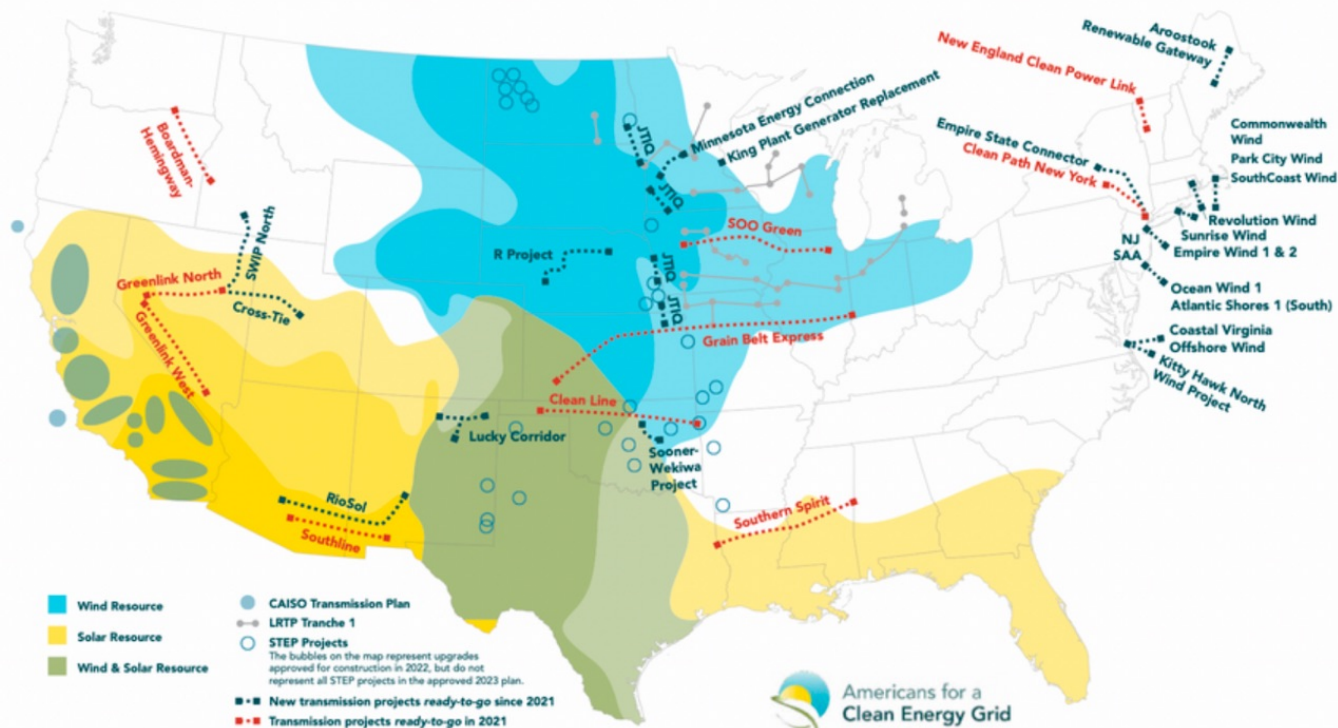 Aroostook
Renewable Gateway
New England Clean Power Link
Minnesota Energy Connection
King Plant Generator Replacement
Empire State Connector
Clean Path New York
Commonwealth
Wind
Park City Wind
SouthCoast Wind
Revolution Wind
Sunrise Wind
Empire Wind 1 & 2
NJ
SAA
Ocean Wind 1
Atlantic Shores 1 (South)
Coastal Virginia
Offshore Wind
Kitty Hawk North
Wind Project
Boardman-
Hemingway
SWIP North
Greenlink North
Cross-Tie
Greenlink West
R Project
JTIQ
JTIQ
JTIQ
JTIQ
SOO Green
Grain Belt Express
Clean Line
Lucky Corridor
Sooner-
Wekiwa
Project
RioSol
Southline
Southern Spirit
Wind Resource
Solar Resource
Wind & Solar Resource
CAISO Transmission Plan
LRTP Tranche 1
STEP Projects
The bubbles on the map represent upgrades
approved for construction in 2022, but do not
represent all STEP projects in the approved 2023 plan.
New transmission projects ready-to-go since 2021
Transmission projects ready-to-go in 2021
Americans for a
Clean Energy Grid